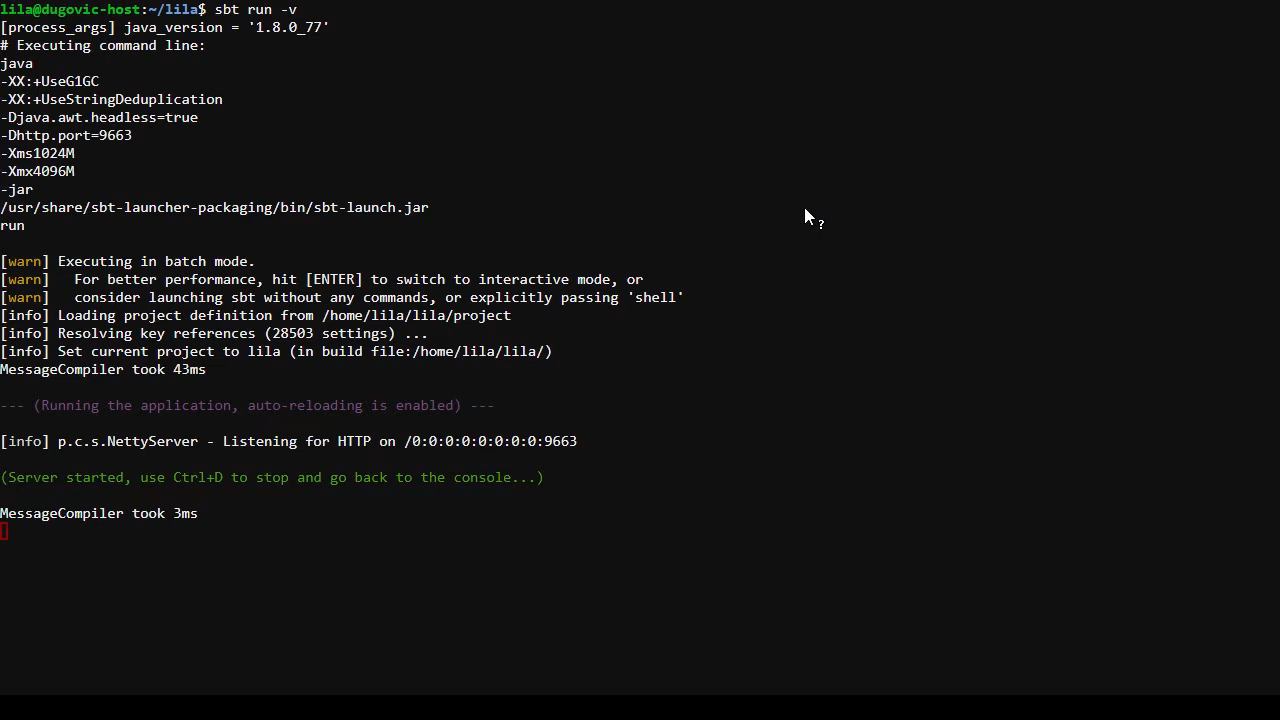 lila@dugovic-host:~/lila$ sbt run -v
[process_args] java_version = '1.8.0_77'
# Executing command line:
java
-XX:+UseG1GC
-XX:+UseStringDeduplication
-Djava.awt.headless=true
-Dhttp.port=9663
-Xms1024M
-Xmx4096M
-jar
/usr/share/sbt-launcher-packaging/bin/sbt-launch.jar
run
[warn] Executing in batch mode.
[warn]   For better performance, hit [ENTER] to switch to interactive mode, or
[warn]   consider launching sbt without any commands, or explicitly passing 'shell'
[info] Loading project definition from /home/lila/lila/project
[info] Resolving key references (28503 settings) ...
[info] Set current project to lila (in build file:/home/lila/lila/)
MessageCompiler took 43ms
--- (Running the application, auto-reloading is enabled) ---
[info] p.c.s.NettyServer - Listening for HTTP on /0:0:0:0:0:0:0:0:9663
(Server started, use Ctrl+D to stop and go back to the console...)
MessageCompiler took 3ms